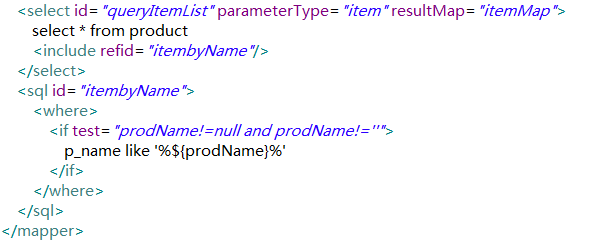 <select id="queryItemList" parameterType="item" resultMap="itemMap">
select * from product
<include refid="itembyName"/>
</select>
<sql id="itembyName">
<where>
<if test="prodName!=null and prodName!=''">
p_name like '%${prodName}%'
</if>
</where>
</sql>
</mapper>